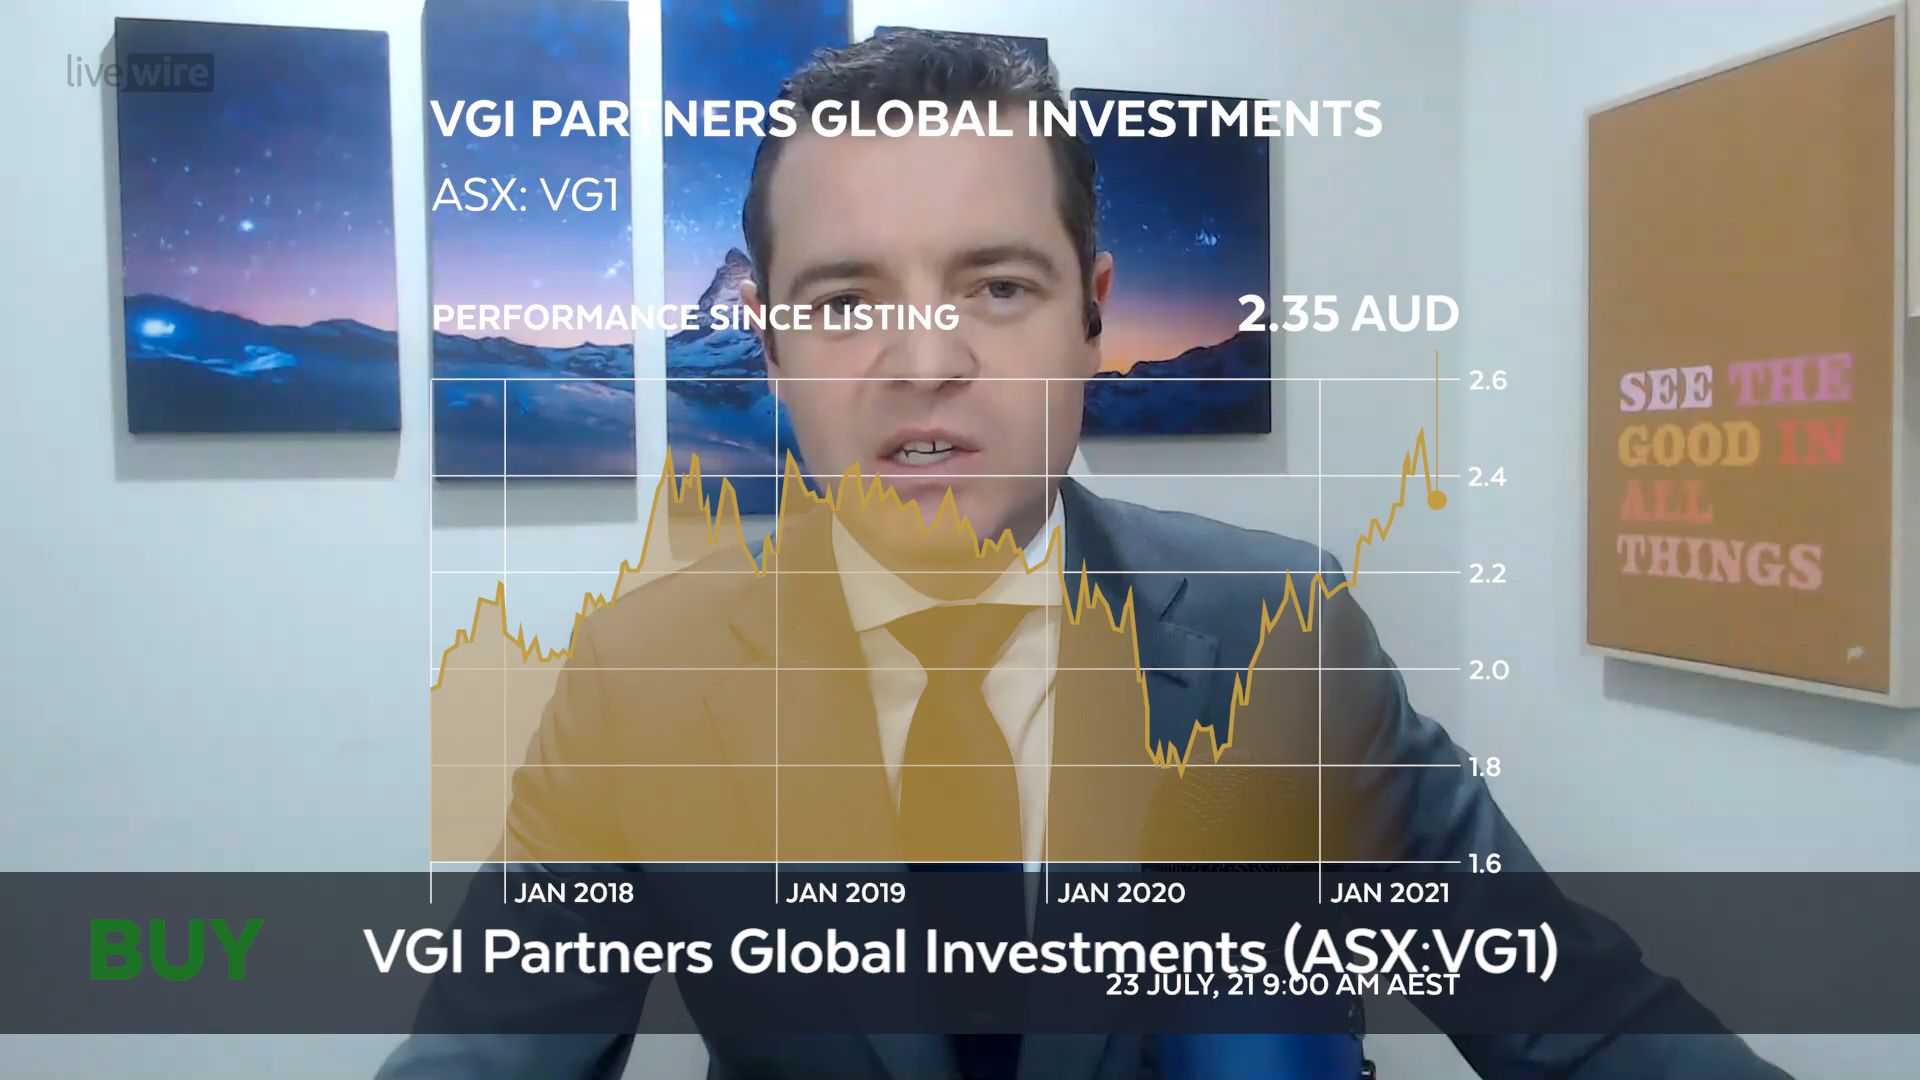 livewire
VGI PARTNERS GLOBAL INVESTMENTS
ASX: VG1
PERFORMANCE SINCE LISTING
2.35 AUD
2.6
2.4
2.2
2.0
1.8
1.6
JAN 2018
JAN 2019
JAN 2020
JAN 2021
SEE THE
GOOD IN
ALL
THINGS
BUY
VGI Partners Global Investments (ASX:VG1)
23 JULY, 21 9:00 AM AEST